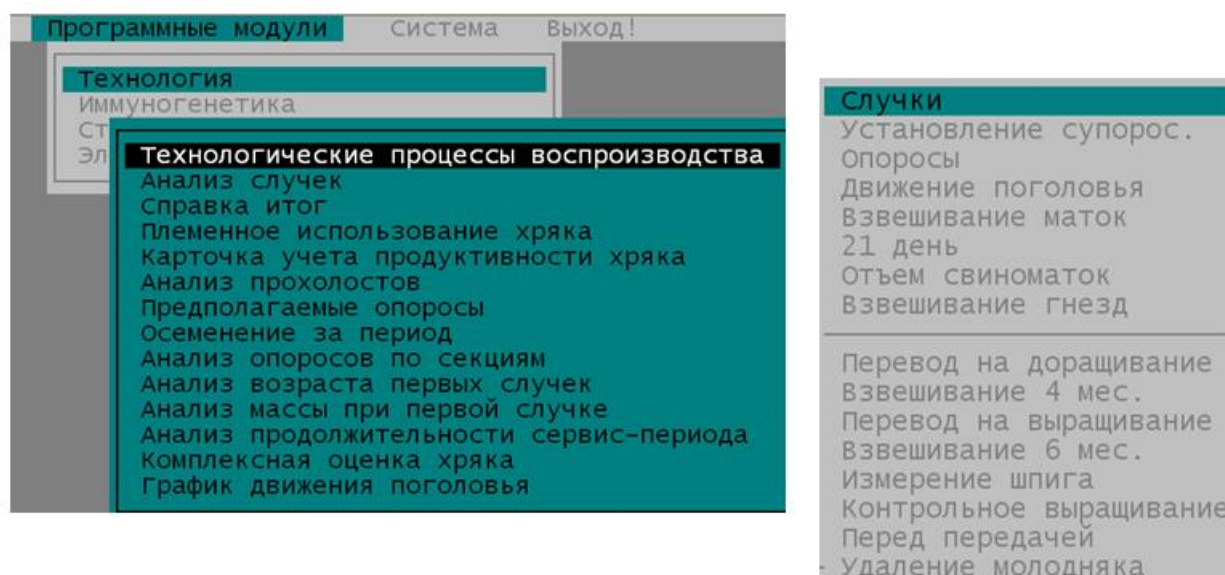 Программные модули Система Выход!
Технология
Иммуногенетика
Ст
Эл
Технологические процессы воспроизводства
Анализ случек
Справка итог
Племенное использование хряка
Карточка учета продуктивности хряка
Анализ прохолостов
Предполагаемые опоросы
Осеменение за период
Анализ опоросов по секциям
Анализ возраста первых случек
Анализ массы при первой случке
Анализ продолжительности сервис-периода
Комплексная оценка хряка
График движения поголовья
Случки
Установление супорос.
Опоросы
Движение поголовья
Взвешивание маток
21 день
Отъем свиноматок
Взвешивание гнезд
Перевод на доращивание
Взвешивание 4 мес.
Перевод на выращивание
Взвешивание 6 мес.
Измерение шпига
Контрольное выращивание
Перед передачей
Удаление молодняка